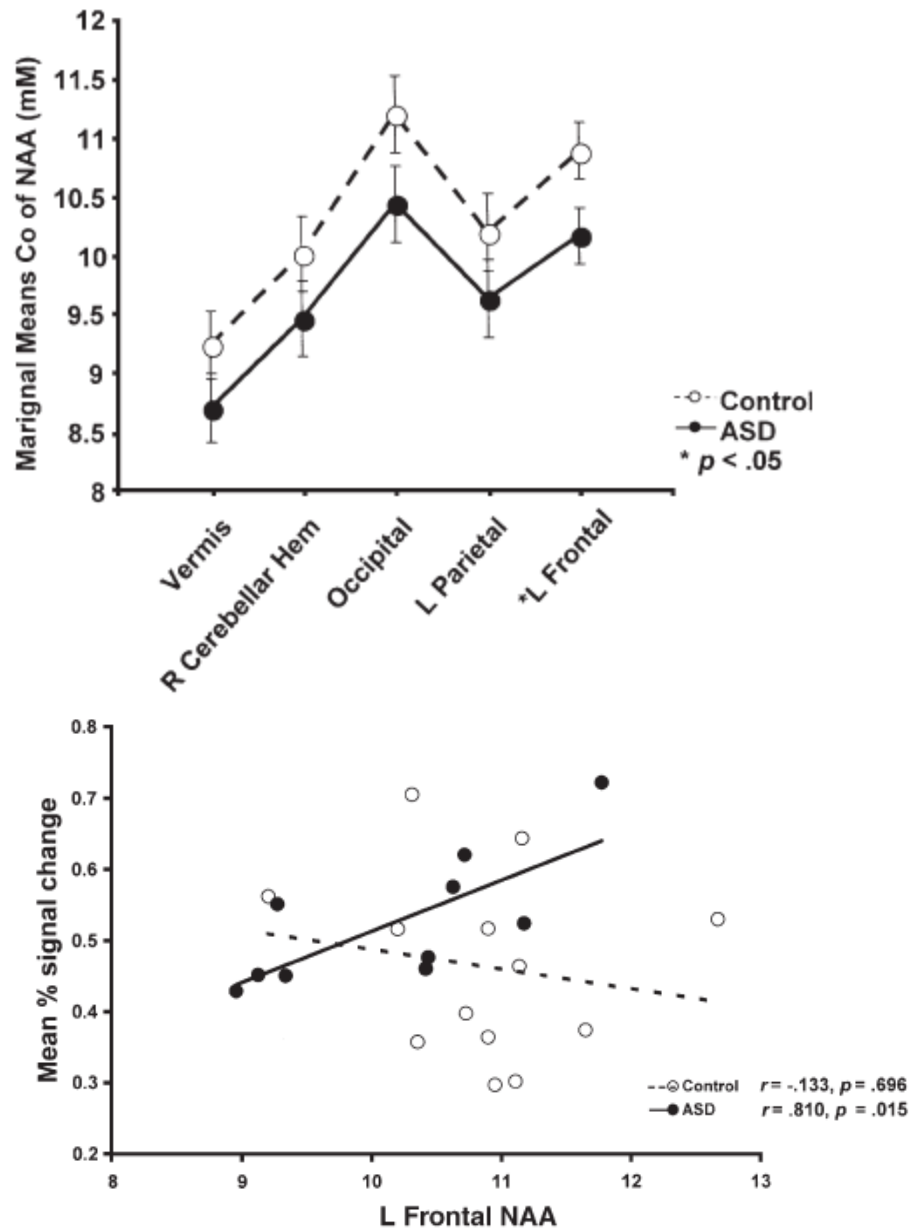 12
11.5
11
10.5
10
9.5
9
8.5
8
Marignal Means Co of NAA (mM)
Control
ASD
* p < .05
Vermis
R Cerebellar Hem
Occipital
L Parietal
*L Frontal
0.8
0.7
0.6
0.5
0.4
0.3
0.2
Mean % signal change
Control r= -.133, p = .696
ASD r= .810, p = .015
8 9 10 11 12 13
L Frontal NAA